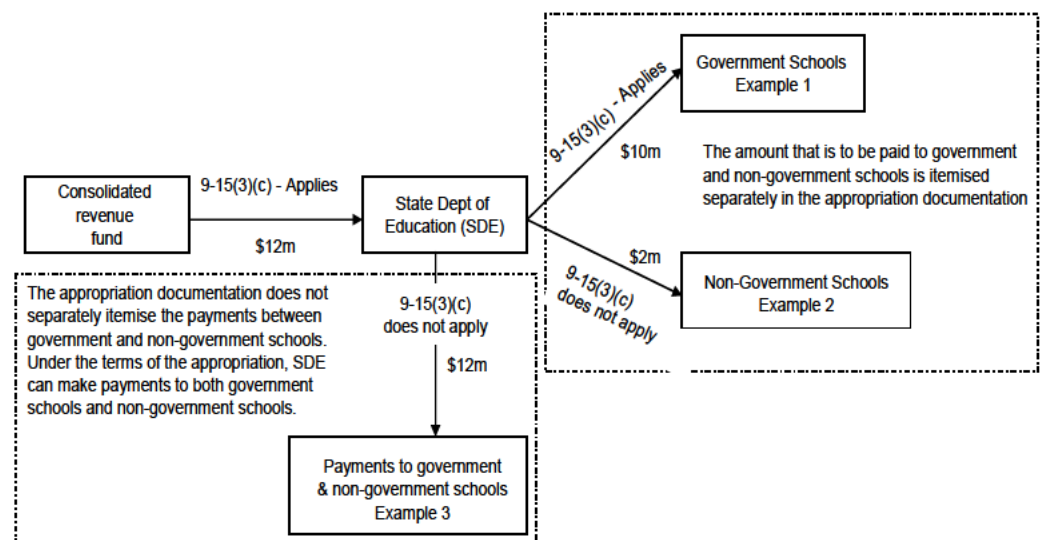 Government Schools
Example 1
9-15(3)(c) - Applies
$10m
The amount that is to be paid to government
and non-government schools is itemised
separately in the appropriation documentation
Consolidated
revenue
fund
9-15(3)(c) - Applies
$12m
State Dept of
Education (SDE)
$2m
9-15(3)(c)
does not apply
Non-Government Schools
Example 2
The appropriation documentation does not
separately itemise the payments between
government and non-government schools.
Under the terms of the appropriation, SDE
can make payments to both government
schools and non-government schools.
9-15(3)(c)
does not apply
$12m
Payments to government
& non-government schools
Example 3